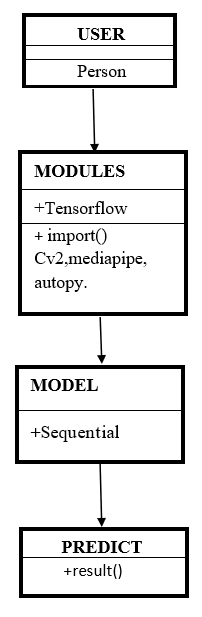 USER
Person
MODULES
+Tensorflow
+ import()
Cv2,mediapipe,
autopy.
MODEL
+Sequential
PREDICT
+result()